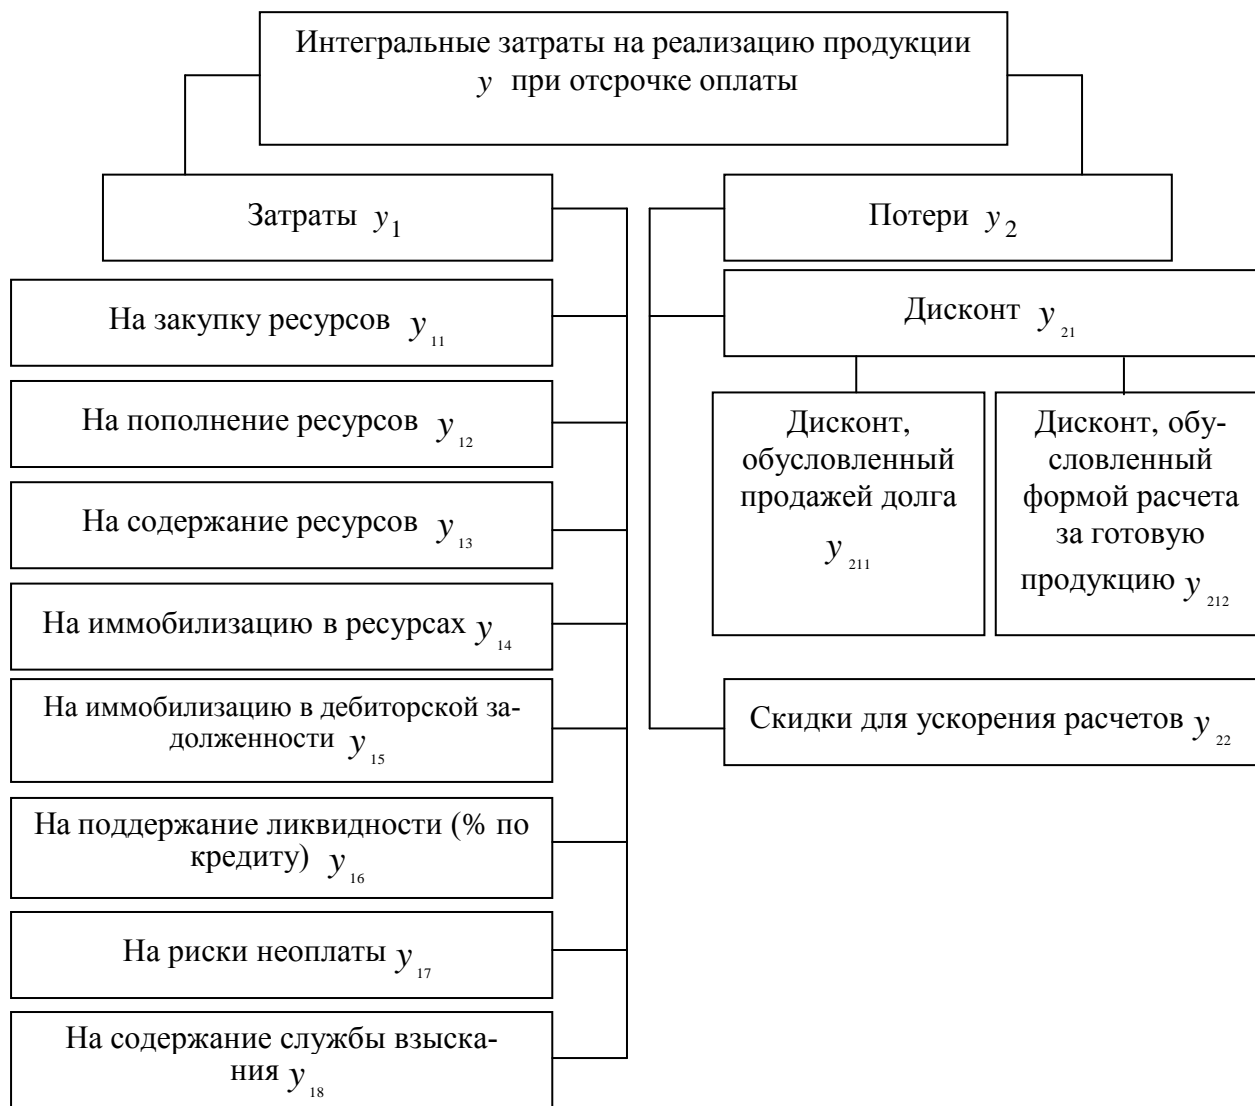 Интегральные затраты на реализацию продукции
y при отсрочке оплаты
Затраты y1
На закупку ресурсов y11
На пополнение ресурсов y12
На содержание ресурсов y13
На иммобилизацию в ресурсах y14
На иммобилизацию в дебиторской за-
долженности y15
На поддержание ликвидности (% по
кредиту) y16
На риски неоплаты y17
На содержание службы взыска-
ния y18
Потери y2
Дисконт y21
Дисконт,
обусловленный
продажей долга
y211
Дисконт, обу-
словленный
формой расчета
за готовую
продукцию y212
Скидки для ускорения расчетов y22